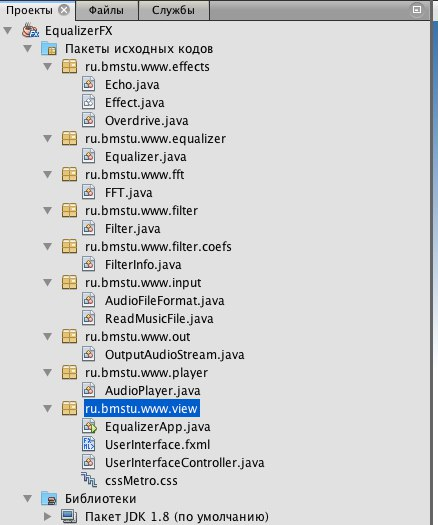 Проекты Файлы Службы
EqualizerFX
Пакеты исходных кодов
ru.bmstu.www.effects
Echo.java
Effect.java
Overdrive.java
ru.bmstu.www.equalizer
Equalizer.java
ru.bmstu.www.fft
FFT.java
ru.bmstu.www.filter
Filter.java
ru.bmstu.www.filter.coefs
FilterInfo.java
ru.bmstu.www.input
AudioFileFormat.java
ReadMusicFile.java
ru.bmstu.www.out
OutputAudioStream.java
ru.bmstu.www.player
AudioPlayer.java
ru.bmstu.www.view
EqualizerApp.java
UserInterface.fxml
UserInterfaceController.java
cssMetro.css
Библиотеки
Пакет JDK 1.8 (по умолчанию)